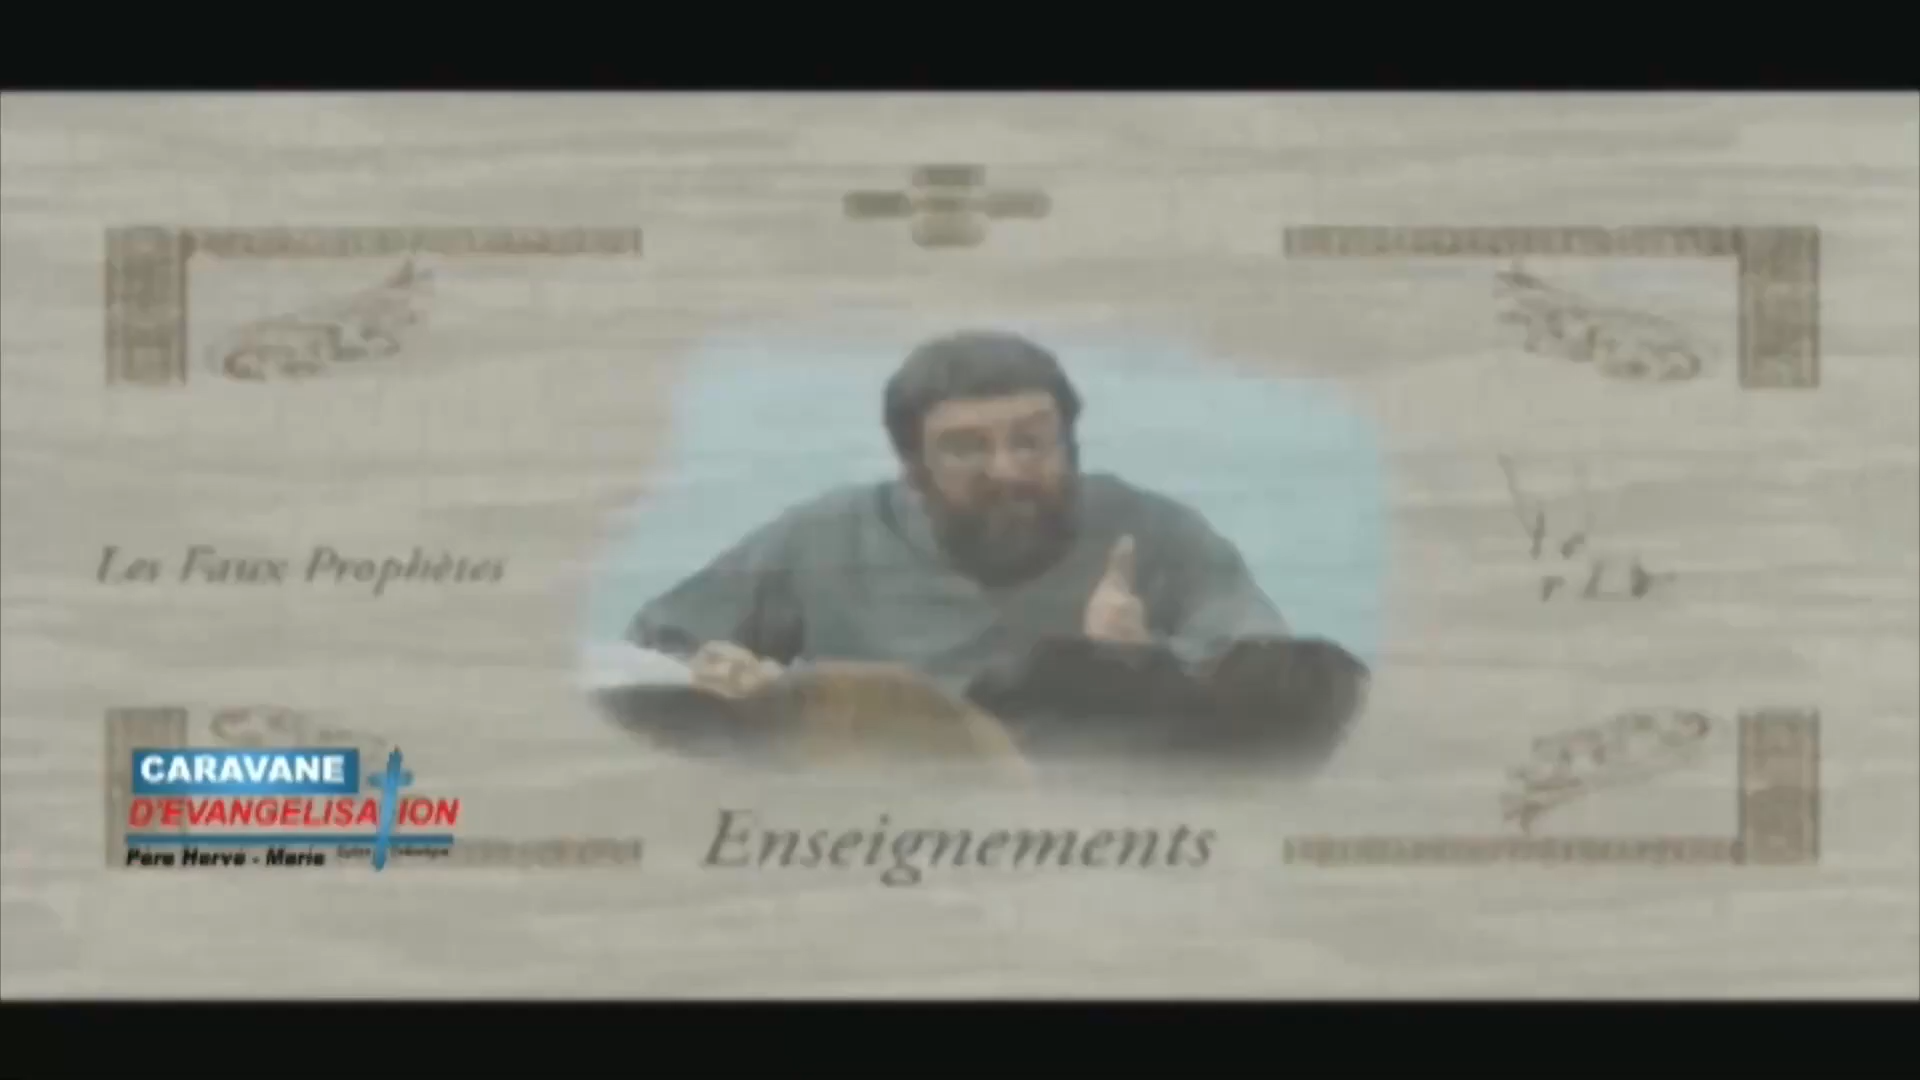 Les Faux Prophètes
CARAVANE
D'EVANGELISATION
Père Hervé - Marie
Enseignements